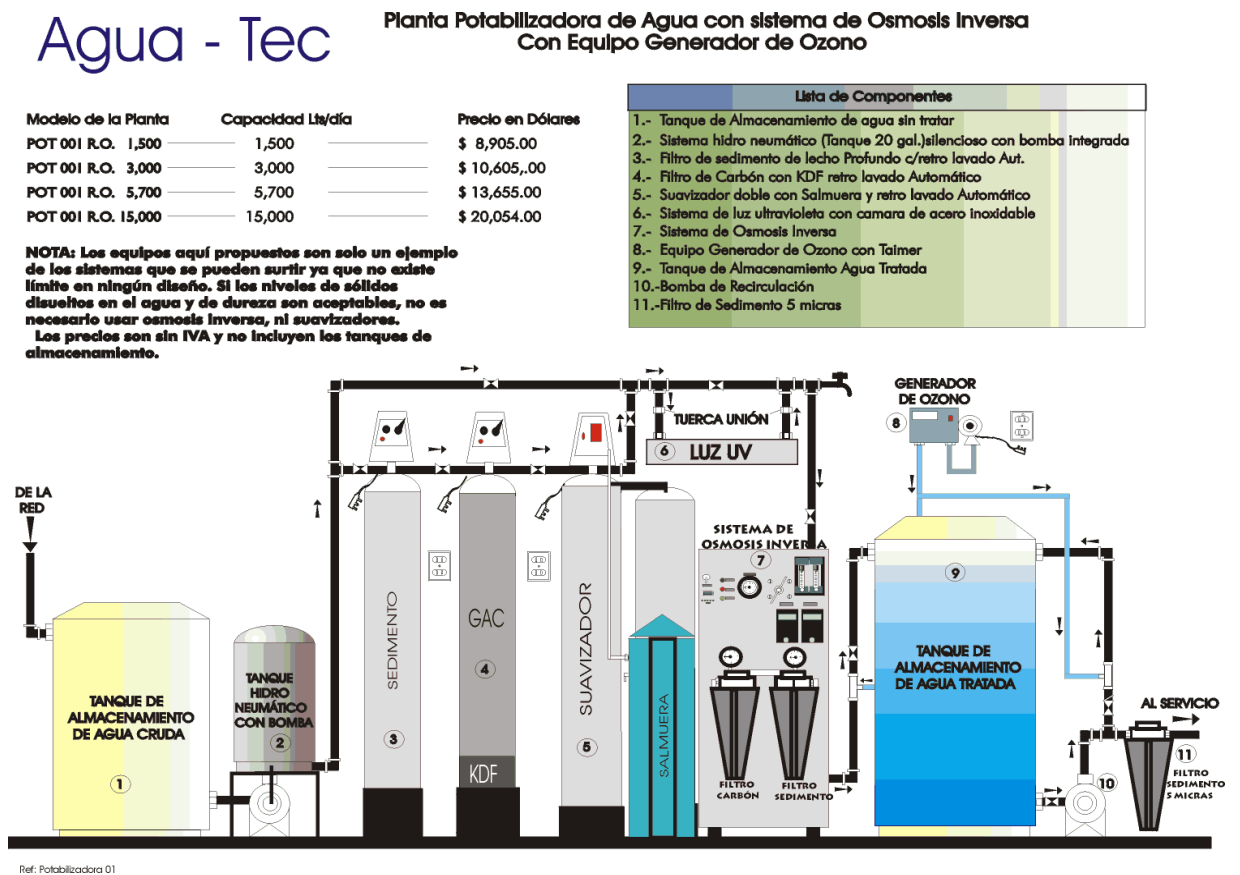 Agua - Tec
Planta Potabilizadora de Agua con sistema de Osmosis Inversa
Con Equipo Generador de Ozono
Modelo de la Planta Capacidad Lts/día Precio en Dólares
POT 001 R.O. 1,500 1,500 $ 8,905.00
POT 001 R.O. 3,000 3,000 $ 10,605,.00
POT 001 R.O. 5,700 5,700 $ 13,655.00
POT 001 R.O. 15,000 15,000 $ 20,054.00
NOTA: Los equipos aquí propuestos son solo un ejemplo
de los sistemas que se pueden surtir ya que no existe
límite en ningún diseño. Si los niveles de sólidos
disueltos en el agua y de dureza son aceptables, no es
necesario usar osmosis inversa, ni suavizadores.
Los precios son sin IVA y no incluyen los tanques de
almacenamiento.
Lista de Componentes
1.- Tanque de Almacenamiento de agua sin tratar
2.- Sistema hidro neumático (Tanque 20 gal.)silencioso con bomba integrada
3.- Filtro de sedimento de lecho Profundo c/retro lavado Aut.
4.- Filtro de Carbón con KDF retro lavado Automático
5.- Suavizador doble con Salmuera y retro lavado Automático
6.- Sistema de luz ultravioleta con camara de acero inoxidable
7.- Sistema de Osmosis Inversa
8.- Equipo Generador de Ozono con Taimer
9.- Tanque de Almacenamiento Agua Tratada
10.-Bomba de Recirculación
11.-Filtro de Sedimento 5 micras
DE LA
RED
TANQUE DE
ALMACENAMIENTO
DE AGUA CRUDA
1
TANQUE
HIDRO
NEUMÁTICO
CON BOMBA
2
SEDIMENTO
3
GAC
4
KDF
SUAVIZADOR
5
SALMUERA
TUERCA UNIÓN
6 LUZ UV
SISTEMA DE
OSMOSIS INVERSA
7
FILTRO
CARBÓN
FILTRO
SEDIMENTO
GENERADOR
DE OZONO
8
9
TANQUE DE
ALMACENAMIENTO
DE AGUA TRATADA
10
AL SERVICIO
11
FILTRO
SEDIMENTO
5 MICRAS
Ref: Potabilizadora 01